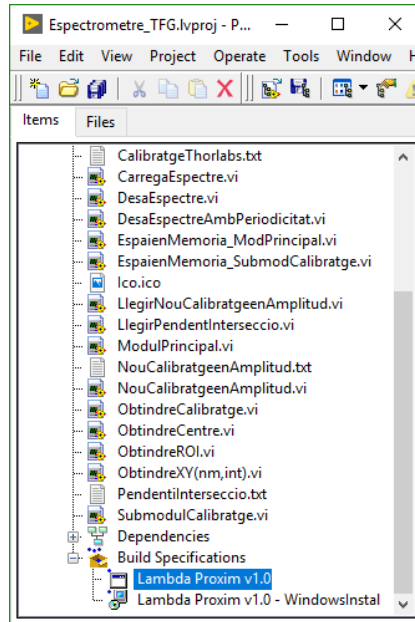 Espectrometre_TFG.lvproj - P...
File Edit View Project Operate Tools Window H
Items Files
CalibratgeThorlabs.txt
CarregaEspectre.vi
DesaEspectre.vi
DesaEspectreAmbPeriodicitat.vi
EspaienMemoria_ModPrincipal.vi
EspaienMemoria_SubmodCalibratge.vi
Ico.ico
LlegirNouCalibratgeenAmplitud.vi
LlegirPendentInterseccio.vi
ModulPrincipal.vi
NouCalibratgeenAmplitud.txt
NouCalibratgeenAmplitud.vi
ObtindreCalibratge.vi
ObtindreCentre.vi
ObtindreROI.vi
ObtindreXY(nm,int).vi
PendentiInterseccio.txt
SubmodulCalibratge.vi
Dependencies
Build Specifications
Lambda Proxim v1.0
Lambda Proxim v1.0 - WindowsInstal